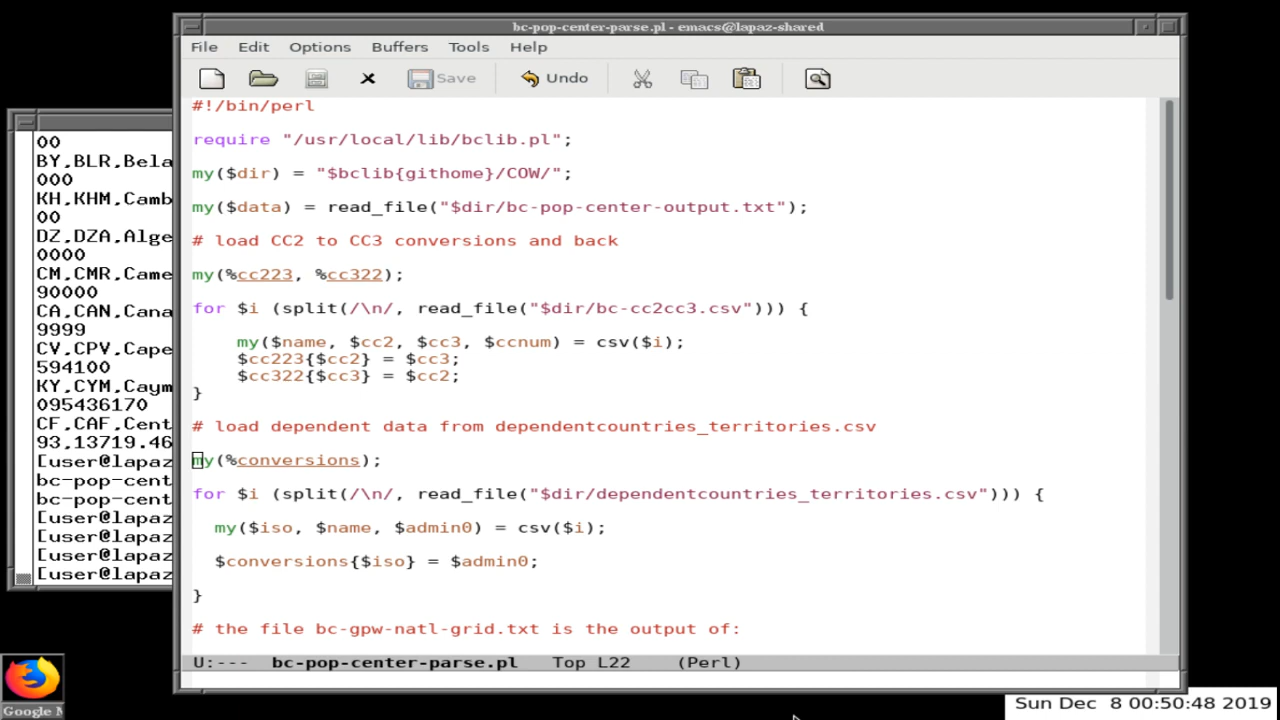 bc-pop-center-parse.pl - emacs@lapaz-shared
File Edit Options Buffers Tools Help
Save Undo
#!/bin/perl
require "/usr/local/lib/bclib.pl";
my($dir) = "$bclib{githome}/COW/";
my($data) = read_file("$dir/bc-pop-center-output.txt");
# load CC2 to CC3 conversions and back
my(%cc223, %cc322);
for $i (split(/\n/, read_file("$dir/bc-cc2cc3.csv"))) {
my($name, $cc2, $cc3, $ccnum) = csv($i);
$cc223{$cc2} = $cc3;
$cc322{$cc3} = $cc2;
}
# load dependent data from dependentcountries_territories.csv
my(%conversions);
for $i (split(/\n/, read_file("$dir/dependentcountries_territories.csv"))) {
my($iso, $name, $admin0) = csv($i);
$conversions{$iso} = $admin0;
}
# the file bc-gpw-natl-grid.txt is the output of:
U:--- bc-pop-center-parse.pl Top L22 (Perl)
00
BY,BLR,Bela
000
KH,KHM,Camb
00
DZ,DZA,Alge
0000
CM,CMR,Came
90000
CA,CAN,Cana
9999
CV,CPV,Cape
594100
KY,CYM,Caym
095436170
CF,CAF,Cent
93,13719.46
[user@lapaz
bc-pop-cent
bc-pop-cent
[user@lapaz
[user@lapaz
[user@lapaz
[user@lapaz
Google
Sun Dec 8 00:50:48 2019